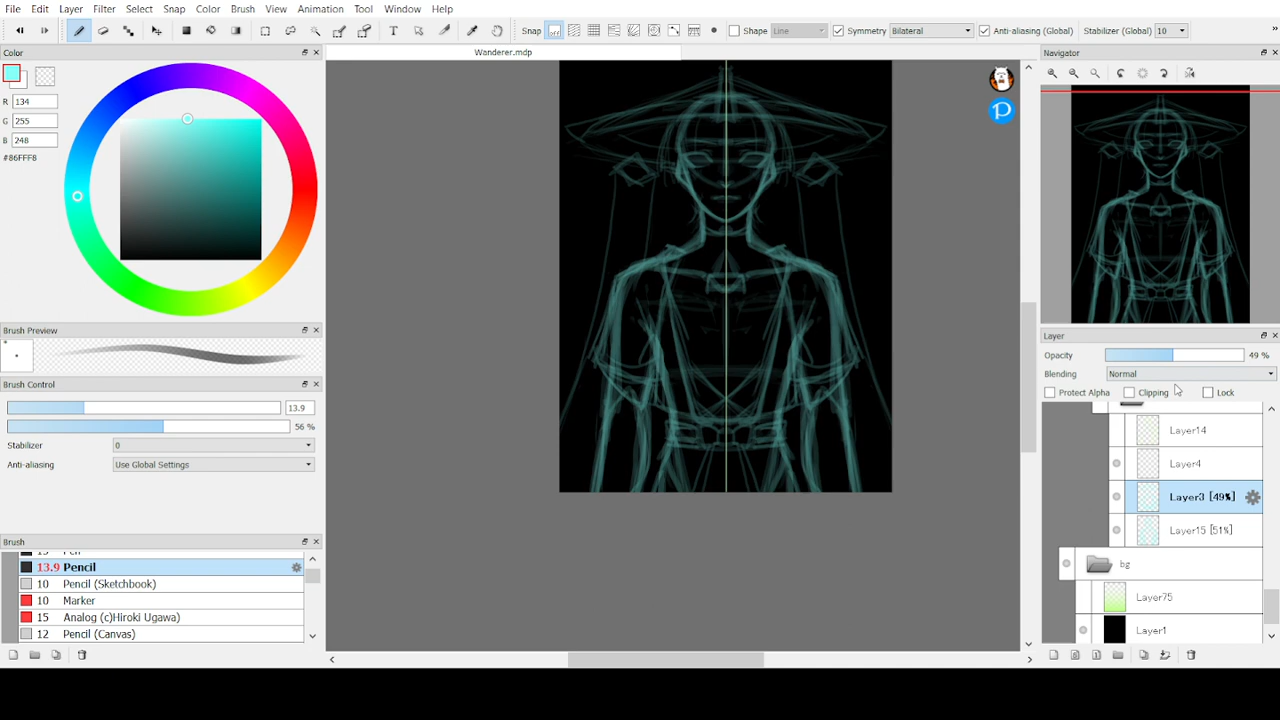 File Edit Layer Filter Select Snap Color Brush View Animation Tool Window Help
T Snap Shape Line Symmetry Bilateral Anti-aliasing (Global) Stabilizer (Global) 10 »
Color
Wanderer.mdp
Navigator
R 134
G 255
B 248
#86FFF8
Brush Preview
*
Brush Control
13.9
56 %
Stabilizer 0
Anti-aliasing Use Global Settings
Brush
13.9 Pencil
10 Pencil (Sketchbook)
10 Marker
15 Analog (c)Hiroki Ugawa)
12 Pencil (Canvas)
Layer
Opacity 49 %
Blending Normal
Protect Alpha Clipping Lock
Layer14
Layer4
Layer3 [49%]
Layer15 [51%]
bg
Layer75
Layer1